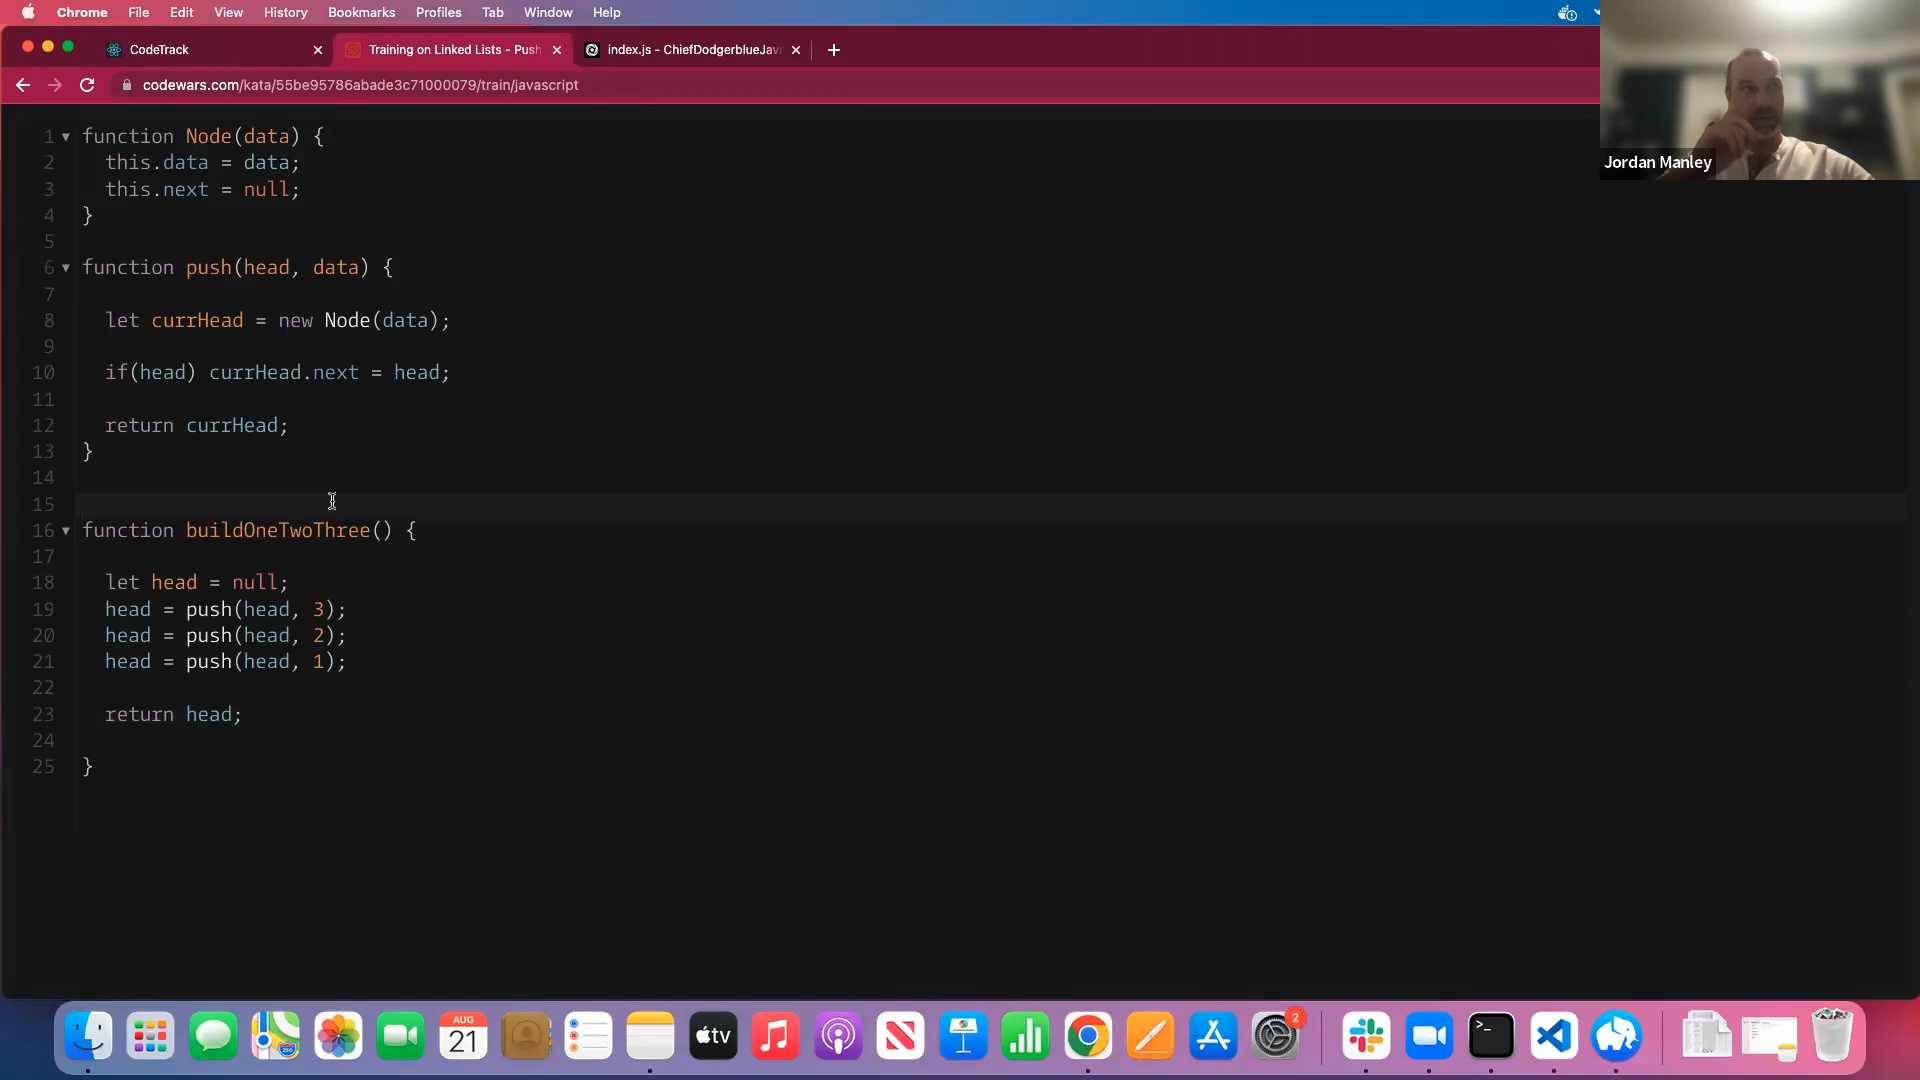 Chrome File Edit View History Bookmarks Profiles Tab Window Help
CodeTrack
Training on Linked Lists - Push
index.js - ChiefDodgerblueJav
codewars.com/kata/55be95786abade3c71000079/train/javascript
Jordan Manley
1 function Node(data) {
2 this.data = data;
3 this.next = null;
4 }
5
6 function push(head, data) {
7
8 let currHead = new Node(data);
9
10 if(head) currHead.next = head;
11
12 return currHead;
13 }
14
15
16 function buildOneTwoThree() {
17
18 let head = null;
19 head = push(head, 3);
20 head = push(head, 2);
21 head = push(head, 1);
22
23 return head;
24
25 }
AUG
21
280
tv
2
>_
CSV